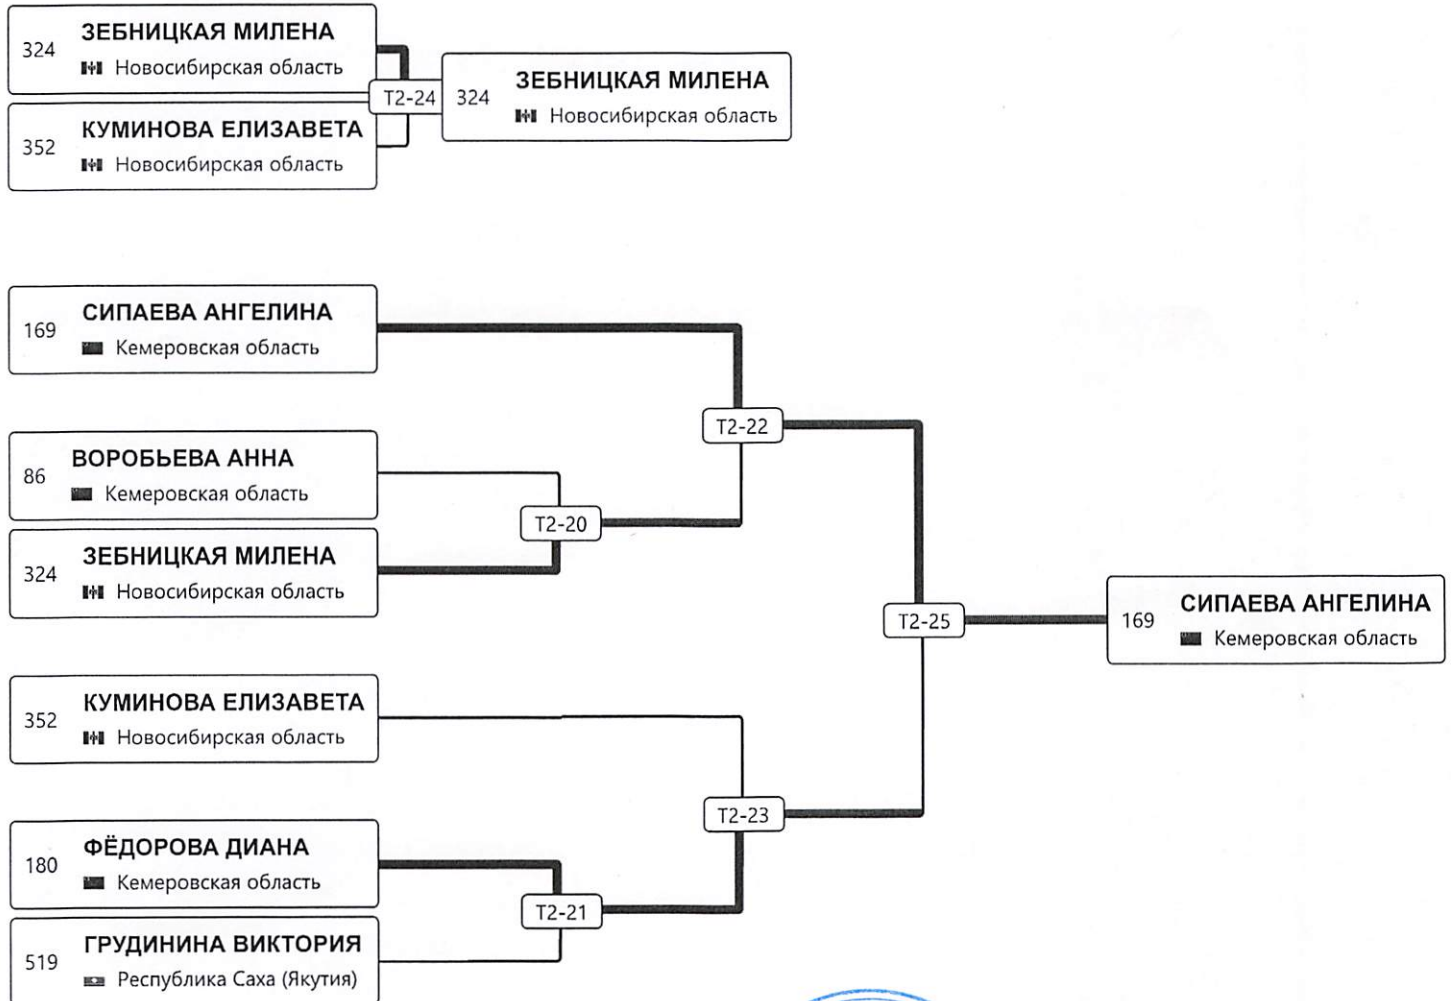 324
ЗЕБНИЦКАЯ МИЛЕНА
Новосибирская область
352
КУМИНОВА ЕЛИЗАВЕТА
Новосибирская область
T2-24
324
ЗЕБНИЦКАЯ МИЛЕНА
Новосибирская область
169
СИПАЕВА АНГЕЛИНА
Кемеровская область
T2-22
86
ВОРОБЬЕВА АННА
Кемеровская область
T2-20
324
ЗЕБНИЦКАЯ МИЛЕНА
Новосибирская область
T2-25
169
СИПАЕВА АНГЕЛИНА
Кемеровская область
352
КУМИНОВА ЕЛИЗАВЕТА
Новосибирская область
T2-23
180
ФЁДОРОВА ДИАНА
Кемеровская область
T2-21
519
ГРУДИНИНА ВИКТОРИЯ
Республика Саха (Якутия)